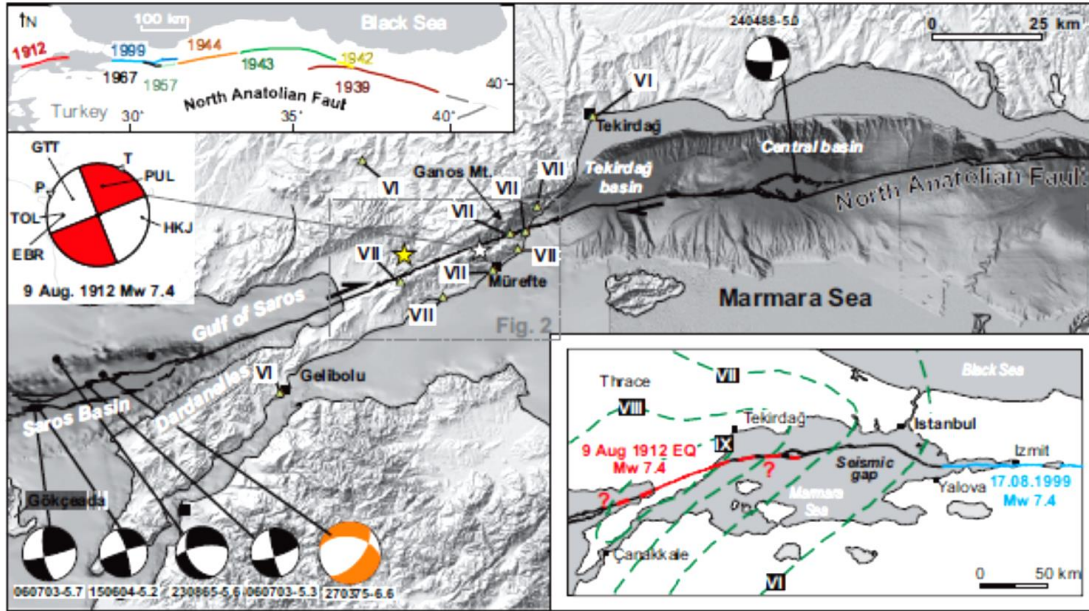 N
100 km
Black Sea
1912
1999
1944
1942
1967
1957
1943
1939
North Anatolian Faut
Turkey
30°
35°
40°
40°
240488-5.0
0 25 km
VI
Tekirdağ
Central basin
Tekirdağ
basin
North Anatolian Fault
GTT
T
P
PUL
TOL
HKJ
EBR
9 Aug. 1912 Mw 7.4
VI
Ganos Mt.
VII
VII
VII
VII
VII
VII
Mürefte
VII
Fig. 2
Marmara Sea
Gulf of Saros
Saros Basin
Dardanelles
VI
Gelibolu
Gökçeada
060703-5.7
150604-5.2
230865-5.6
060703-5.3
270375-6.6
Black Sea
Thrace
VII
VIII
Tekirdağ
Istanbul
IX
9 Aug 1912 EQ
Mw 7.4
?
?
Seismic
gap
Izmit
17.08.1999
Mw 7.4
Yalova
Marmara
Sea
Çanakkale
VI
0 50 km